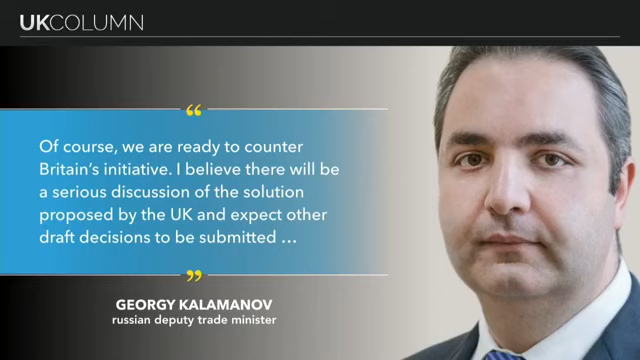 UKCOLUMN
“
Of course, we are ready to counter
Britain’s initiative. I believe there will be
a serious discussion of the solution
proposed by the UK and expect other
draft decisions to be submitted …
”
GEORGY KALAMANOV
russian deputy trade minister